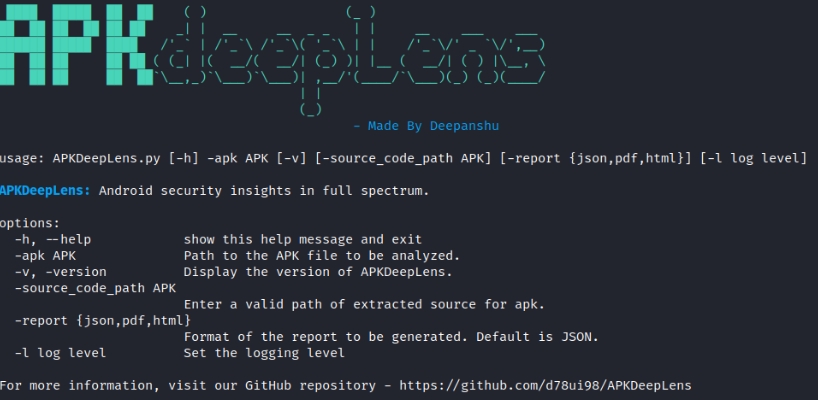 APK deepLens
- Made By Deepanshu
usage: APKDeepLens.py [-h] -apk APK [-v] [-source_code_path APK] [-report {json,pdf,html}] [-l log level]
APKDeepLens: Android security insights in full spectrum.
options:
-h, --help show this help message and exit
-apk APK Path to the APK file to be analyzed.
-v, -version Display the version of APKDeepLens.
-source_code_path APK
Enter a valid path of extracted source for apk.
-report {json,pdf,html}
Format of the report to be generated. Default is JSON.
-l log level Set the logging level
For more information, visit our GitHub repository - https://github.com/d78ui98/APKDeepLens